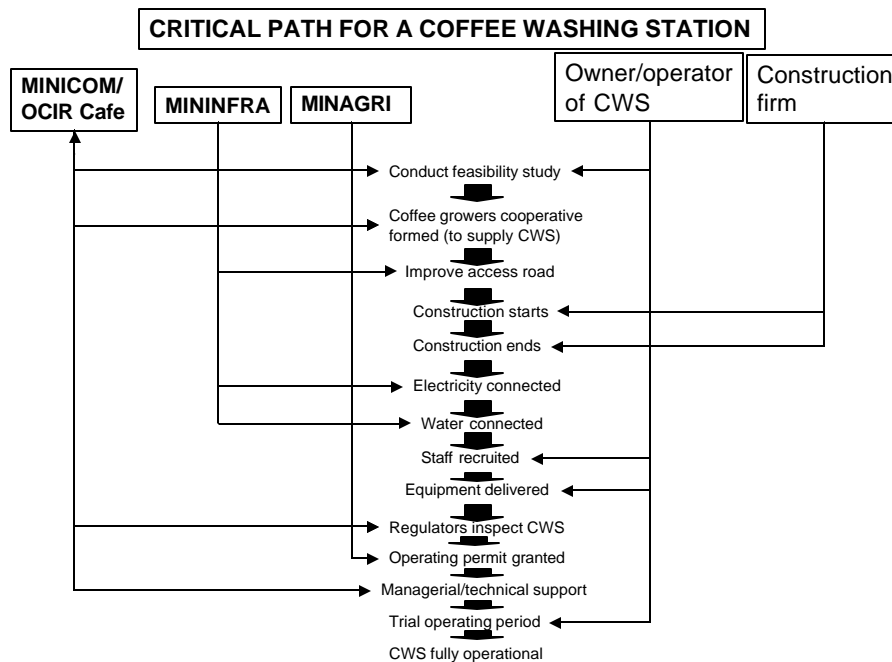 CRITICAL PATH FOR A COFFEE WASHING STATION
MINICOM/
OCIR Cafe
MININFRA
MINAGRI
Owner/operator
of CWS
Construction
firm
Conduct feasibility study
Coffee growers cooperative
formed (to supply CWS)
Improve access road
Construction starts
Construction ends
Electricity connected
Water connected
Staff recruited
Equipment delivered
Regulators inspect CWS
Operating permit granted
Managerial/technical support
Trial operating period
CWS fully operational